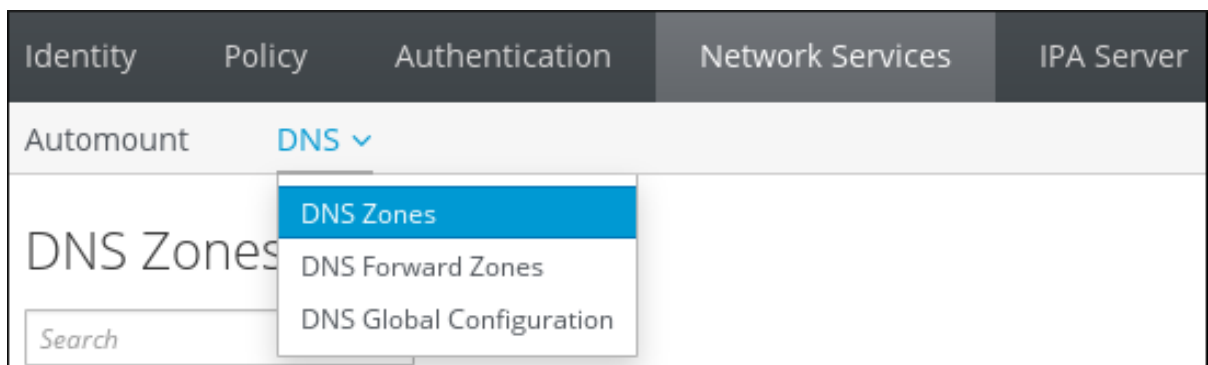 Identity Policy Authentication Network Services IPA Server
Automount DNS
DNS Zones
DNS Zones
DNS Forward Zones
DNS Global Configuration
Search